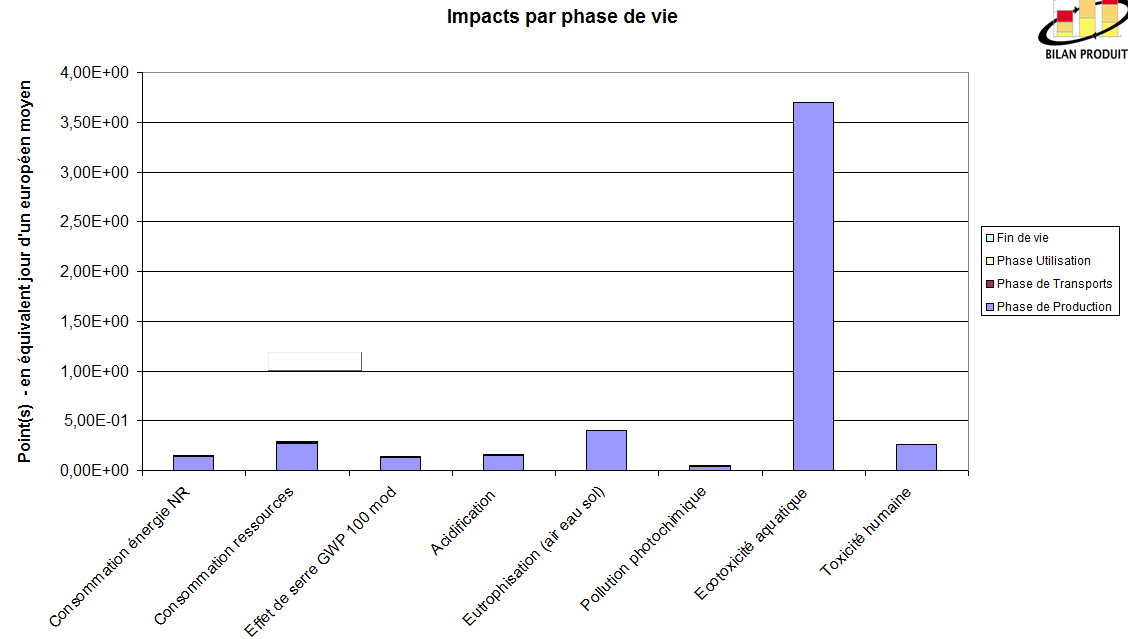 Impacts par phase de vie
BILAN PRODUIT
Point(s) - en équivalent jour d'un européen moyen
4,00E+00
3,50E+00
3,00E+00
2,50E+00
2,00E+00
1,50E+00
1,00E+00
5,00E-01
0,00E+00
Consommation énergie NR
Consommation ressources
Effet de serre GWP 100 mod
Acidification
Eutrophisation (air eau sol)
Pollution photochimique
Ecotoxicité aquatique
Toxicité humaine
Fin de vie
Phase Utilisation
Phase de Transports
Phase de Production